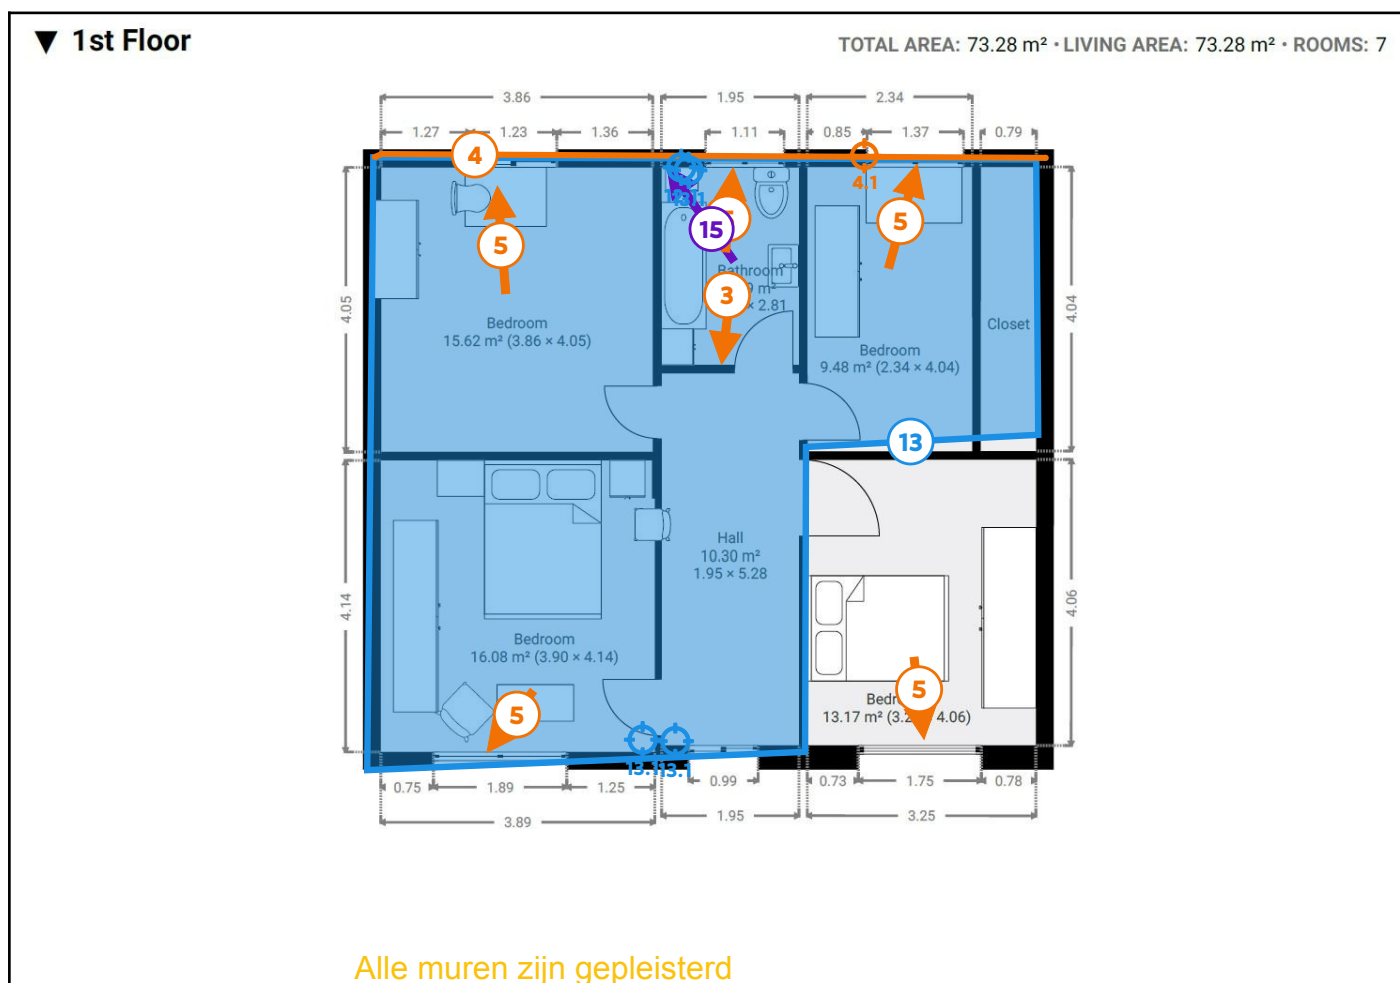 ▼ 1st Floor
TOTAL AREA: 73.28 m² • LIVING AREA: 73.28 m² • ROOMS: 7
3.86 1.95 2.34
1.27 1.23 1.36 1.11 0.85 1.37 0.79
4
4.1
5 15 5
4.05 4.04
Bathroom
m²
3
× 2.81
Bedroom
15.62 m² (3.86 × 4.05)
Closet
Bedroom
9.48 m² (2.34 × 4.04)
13
Hall
10.30 m²
1.95 × 5.28
4.14 4.06
Bedroom
16.08 m² (3.90 × 4.14)
5 5
13.17 m² 4.06)
13.1
0.75 1.89 1.25 0.99 0.73 1.75 0.78
3.89 1.95 3.25
Alle muren zijn gepleisterd